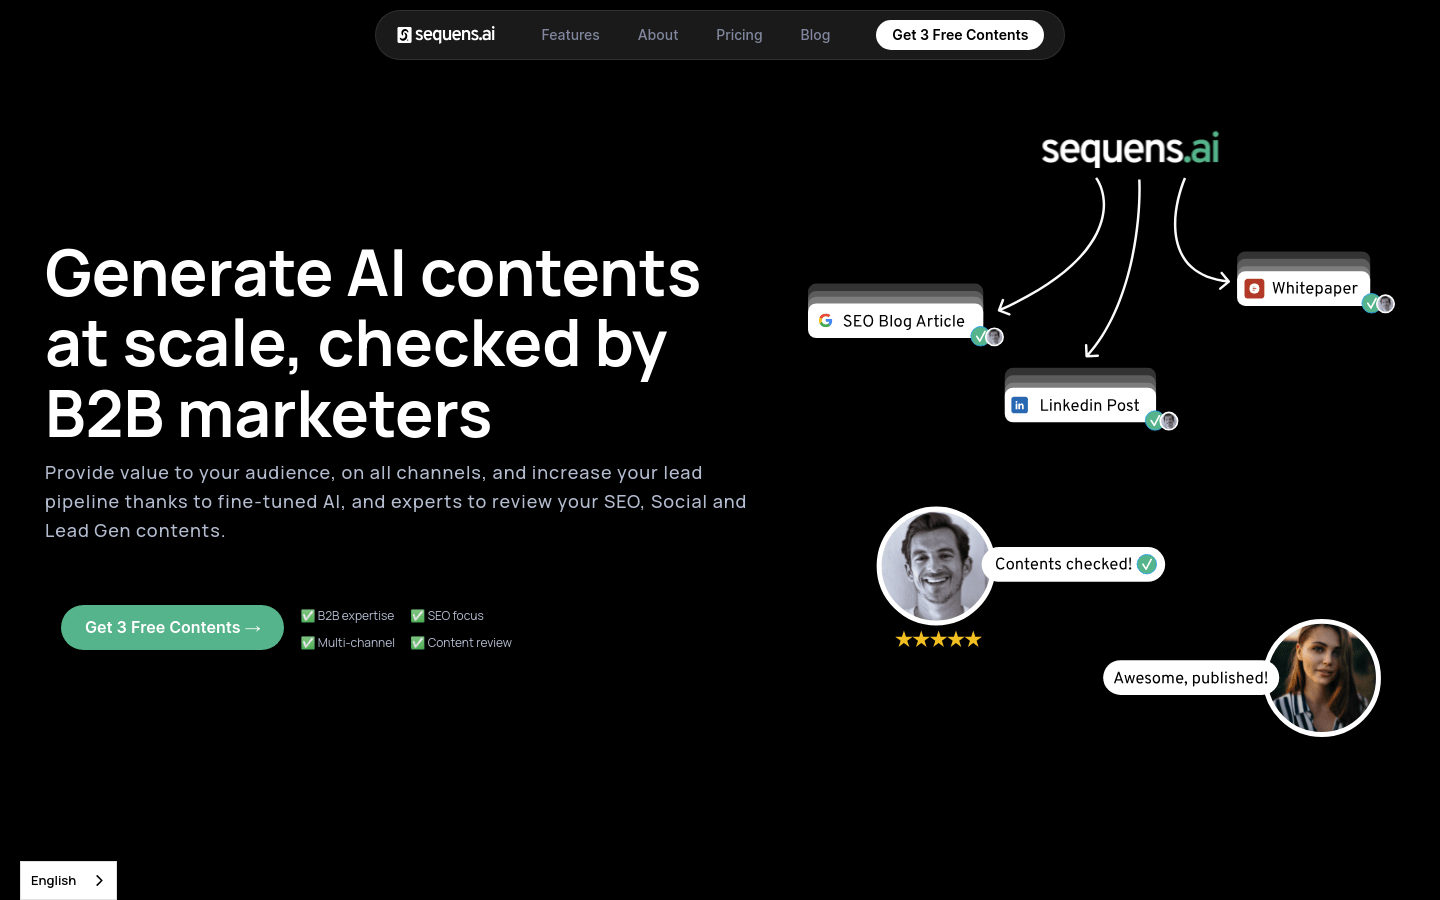 sequens.ai
Features
About
Pricing
Blog
Get 3 Free Contents
sequens.ai
Generate AI contents
at scale, checked by
B2B marketers
Provide value to your audience, on all channels, and increase your lead
pipeline thanks to fine-tuned AI, and experts to review your SEO, Social and
Lead Gen contents.
Get 3 Free Contents →
✅ B2B expertise
✅ SEO focus
✅ Multi-channel
✅ Content review
Whitepaper
SEO Blog Article
in
Linkedin Post
Contents checked!
Awesome, published!
English